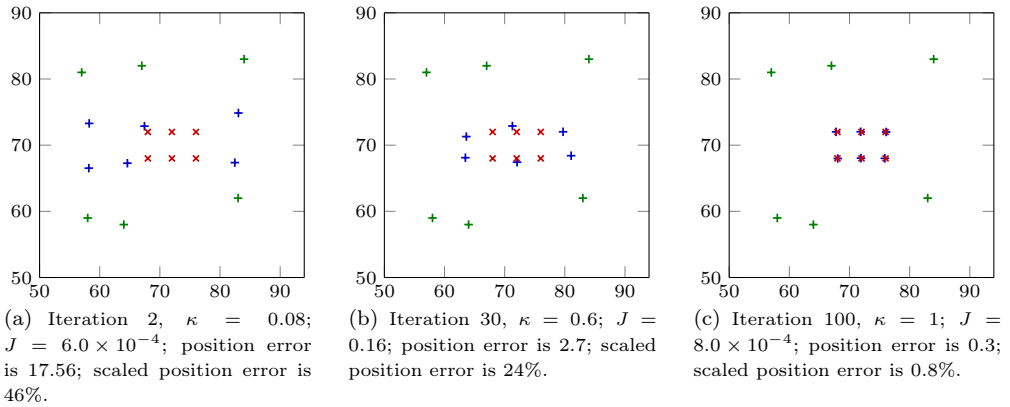 90
80
70
60
50
50 60 70 80 90
(a) Iteration 2, κ = 0.08;
J = 6.0 × 10⁻⁴; position error
is 17.56; scaled position error is
46%.
90
80
70
60
50
50 60 70 80 90
(b) Iteration 30, κ = 0.6; J =
0.16; position error is 2.7; scaled
position error is 24%.
90
80
70
60
50
50 60 70 80 90
(c) Iteration 100, κ = 1; J =
8.0 × 10⁻⁴; position error is 0.3;
scaled position error is 0.8%.